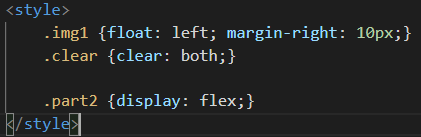 <style>
.img1 {float: left; margin-right: 10px;}
.clear {clear: both;}
.part2 {display: flex;}
</style>